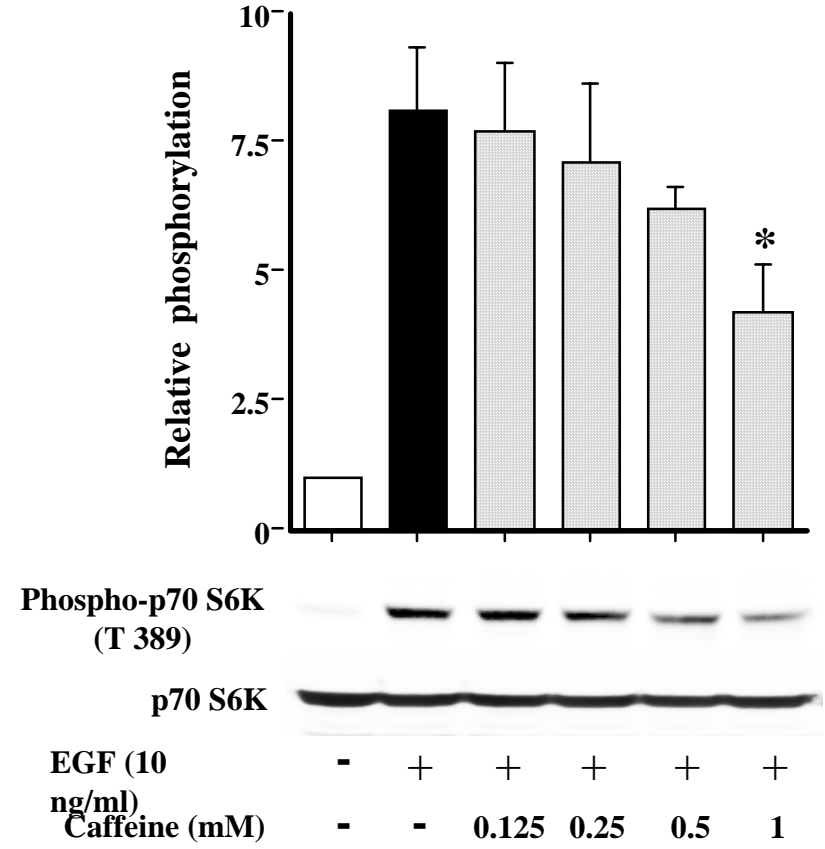 10
Relative phosphorylation
7.5
5
*
2.5
0
Phospho-p70 S6K
(T 389)
p70 S6K
EGF (10 - + + + + +
ng/ml)
Caffeine (mM) - - 0.125 0.25 0.5 1